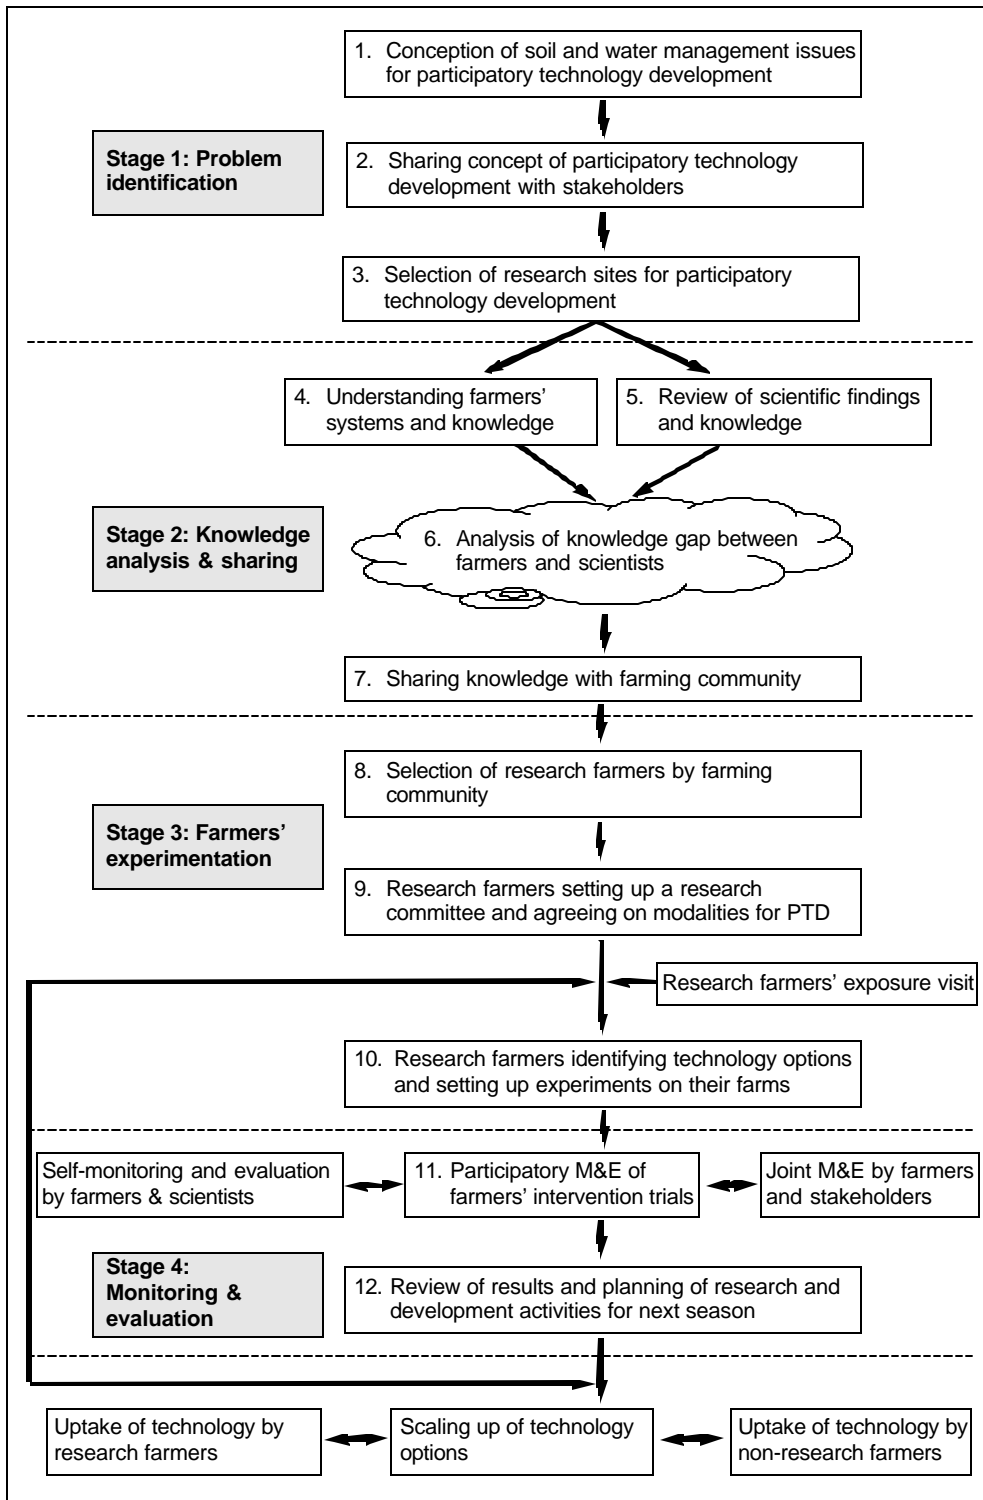 1. Conception of soil and water management issues
for participatory technology development
Stage 1: Problem
identification
2. Sharing concept of participatory technology
development with stakeholders
3. Selection of research sites for participatory
technology development
4. Understanding farmers'
systems and knowledge
5. Review of scientific findings
and knowledge
Stage 2: Knowledge
analysis & sharing
6. Analysis of knowledge gap between
farmers and scientists
7. Sharing knowledge with farming community
8. Selection of research farmers by farming
community
Stage 3: Farmers'
experimentation
9. Research farmers setting up a research
committee and agreeing on modalities for PTD
Research farmers' exposure visit
10. Research farmers identifying technology options
and setting up experiments on their farms
Self-monitoring and evaluation
by farmers & scientists
11. Participatory M&E of
farmers' intervention trials
Joint M&E by farmers
and stakeholders
Stage 4:
Monitoring &
evaluation
12. Review of results and planning of research and
development activities for next season
Uptake of technology by
research farmers
Scaling up of technology
options
Uptake of technology by
non-research farmers